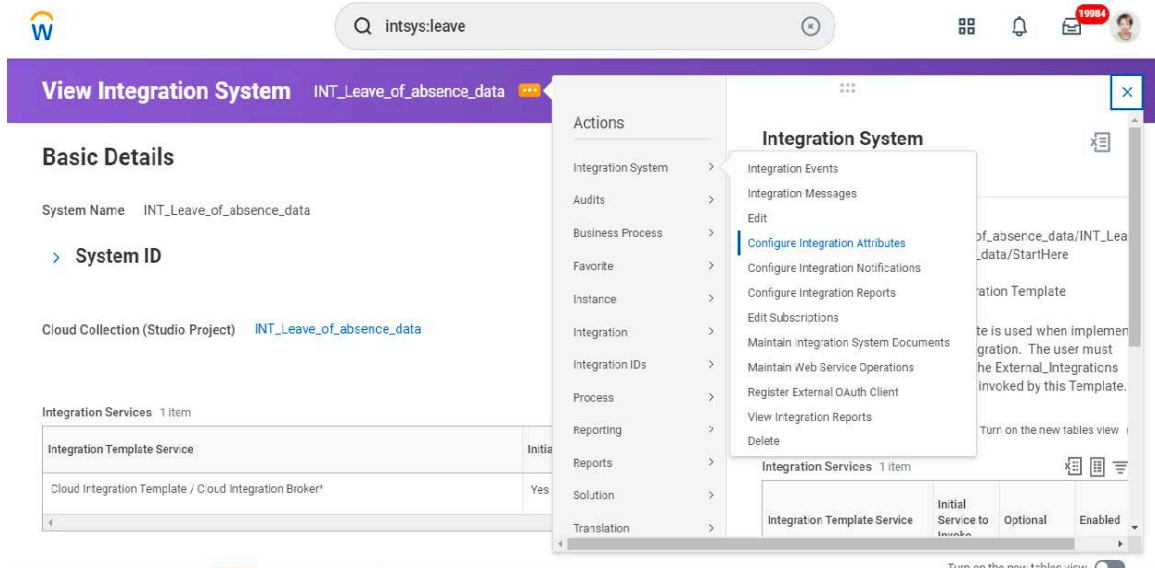 W
intsys:leave
19984
View Integration System INT_Leave_of_absence_data
Basic Details
System Name INT_Leave_of_absence_data
System ID
Cloud Collection (Studio Project) INT_Leave_of_absence_data
Integration Services 1 item
Integration Template Service Initia
Cloud Integration Template / Cloud Integration Broker* Yes
Actions
Integration System
Audits
Business Process
Favorite
Instance
Integration
Integration IDs
Process
Reporting
Reports
Solution
Translation
Integration Events
Integration Messages
Edit
Configure Integration Attributes
Configure Integration Notifications
Configure Integration Reports
Edit Subscriptions
Maintain Integration System Documents
Maintain Web Service Operations
Register External OAuth Client
View Integration Reports
Delete
Integration System
of_absence_data/INT_Lea
_data/StartHere
ration Template
te is used when implemen
gration. The user must
he External_Integrations
invoked by this Template.
Turn on the new tables view
Integration Services 1 item
Integration Template Service
Initial
Service to
Invoke
Optional
Enabled
Turn on the new tables view